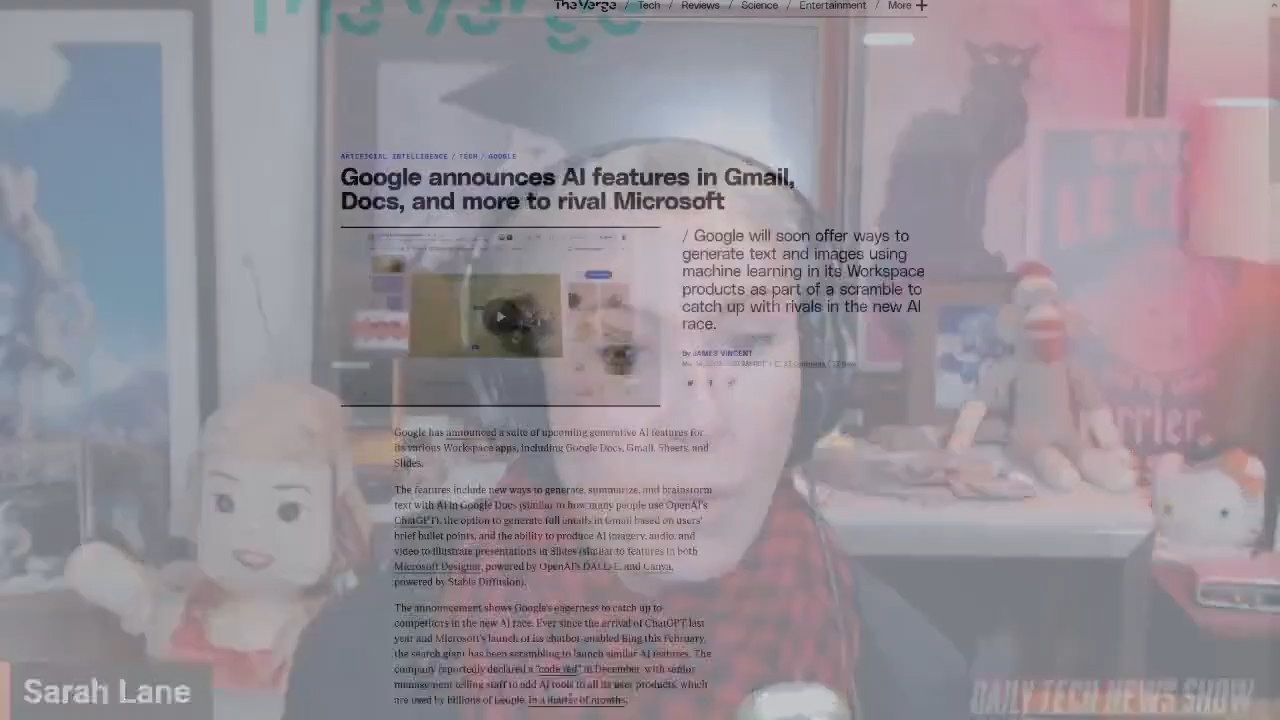 The Verge
TheVerge / Tech / Reviews / Science / Entertainment / More +
ARTIFICIAL INTELLIGENCE / TECH / GOOGLE
Google announces AI features in Gmail,
Docs, and more to rival Microsoft
/ Google will soon offer ways to
generate text and images using
machine learning in its Workspace
products as part of a scramble to
catch up with rivals in the new AI
race.
By JAMES VINCENT
Google has announced a suite of upcoming generative AI features for
its various Workspace apps, including Google Docs, Gmail, Sheets, and
Slides.
The features include new ways to generate, summarize, and brainstorm
text with AI in Google Docs (similar to how many people use OpenAI's
ChatGPT), the option to generate full emails in Gmail based on users'
brief bullet points, and the ability to produce AI imagery, audio, and
video to illustrate presentations in Slides (similar to features in both
Microsoft Designer, powered by OpenAI's DALL-E, and Canva,
powered by Stable Diffusion).
The announcement shows Google's eagerness to catch up to
competitors in the new AI race. Ever since the arrival of ChatGPT last
year and Microsoft's launch of its chatbot-enabled Bing this February,
the search giant has been scrambling to launch similar AI features. The
company reportedly declared a "code red" in December, with senior
management telling staff to add AI tools to all its user products, which
are used by billions of people, in a matter of months.
Sarah Lane
DAILY TECH NEWS SHOW